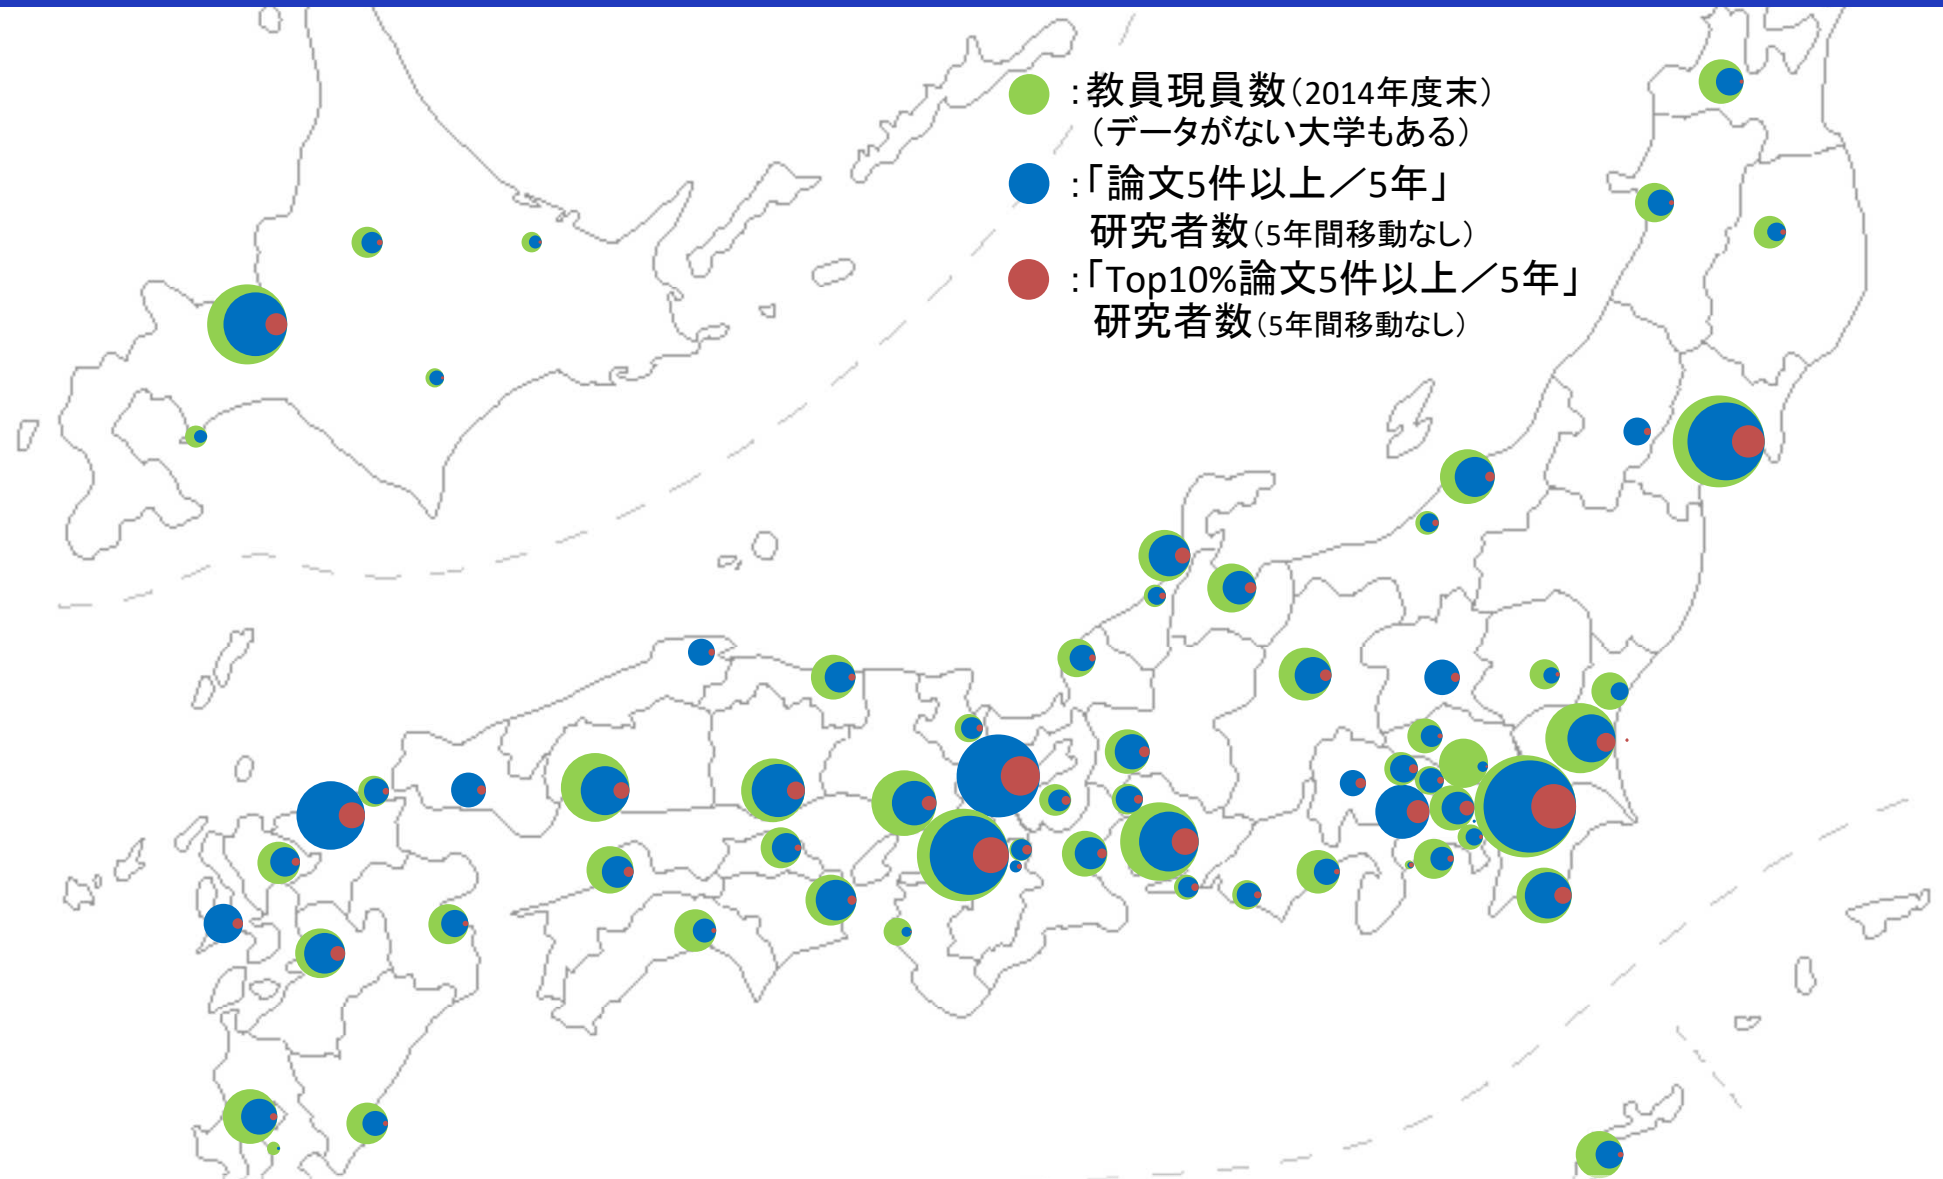 ：教員現員数（2014年度末）
（データがない大学もある）
：「論文5件以上／5年」
研究者数（5年間移動なし）
：「Top10%論文5件以上／5年」
研究者数（5年間移動なし）